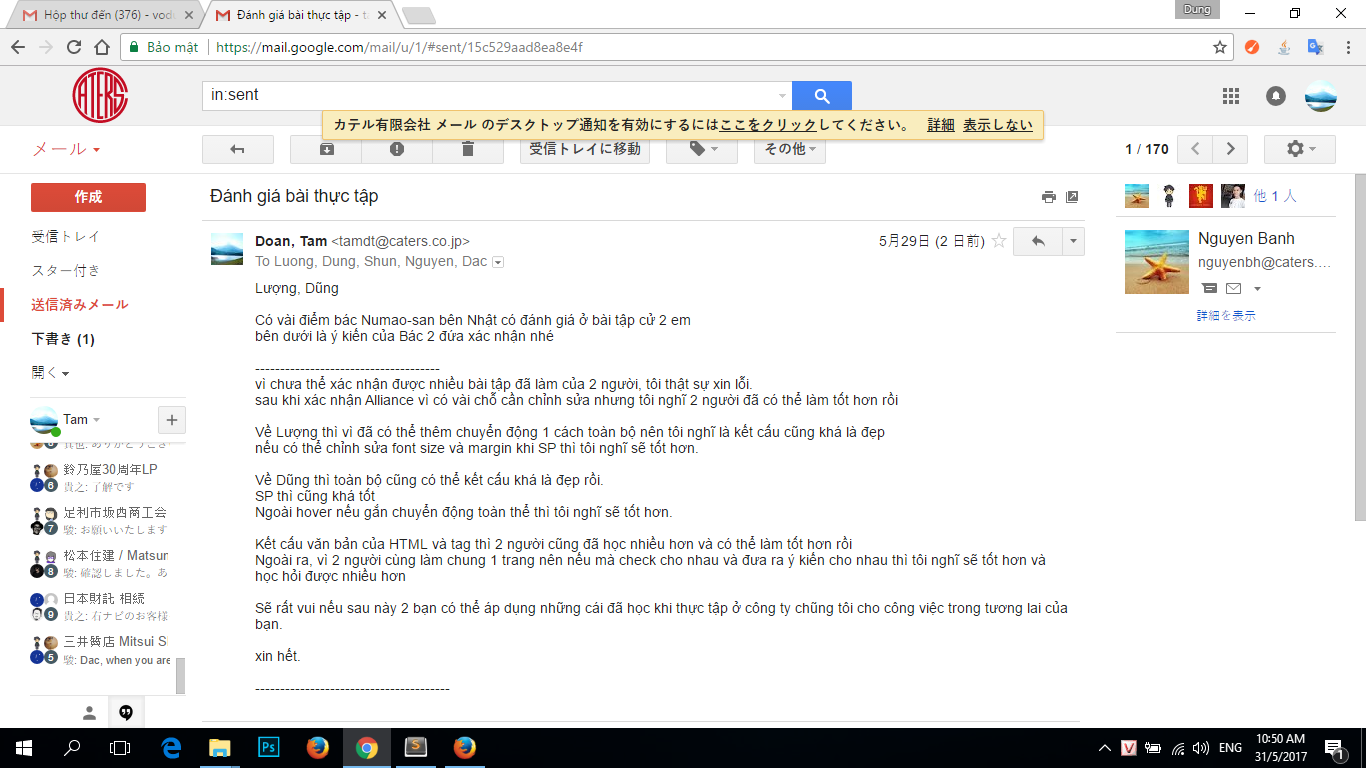 Hộp thư đến (376) - vod
Đánh giá bài thực tập - t
Dung
Bảo mật
https://mail.google.com/mail/u/1/#sent/15c529aad8ea8e4f
ATERS
in:sent
カテル有限会社 メール のデスクトップ通知を有効にするにはここをクリックしてください。 詳細 表示しない
メール
受信トレイに移動
その他
1 / 170
作成
Đánh giá bài thực tập
他 1 人
受信トレイ
スター付き
送信済みメール
下書き (1)
開く
Doan, Tam <tamdt@caters.co.jp>
5月29日 (2 日前)
To Luong, Dung, Shun, Nguyen, Dac
Nguyen Banh
nguyenbh@caters....
詳細を表示
Lượng, Dũng
Có vài điểm bác Numao-san bên Nhật có đánh giá ở bài tập cử 2 em
bên dưới là ý kiến của Bác 2 đứa xác nhận nhé
-------------------------------------
vì chưa thể xác nhận được nhiều bài tập đã làm của 2 người, tôi thật sự xin lỗi.
sau khi xác nhận Alliance vì có vài chỗ cần chỉnh sửa nhưng tôi nghĩ 2 người đã có thể làm tốt hơn rồi
Về Lượng thì vì đã có thể thêm chuyển động 1 cách toàn bộ nên tôi nghĩ là kết cấu cũng khá là đẹp
nếu có thể chỉnh sửa font size và margin khi SP thì tôi nghĩ sẽ tốt hơn.
Về Dũng thì toàn bộ cũng có thể kết cấu khá là đẹp rồi.
SP thì cũng khá tốt
Ngoài hover nếu gắn chuyển động toàn thể thì tôi nghĩ sẽ tốt hơn.
Kết cấu văn bản của HTML và tag thì 2 người cũng đã học nhiều hơn và có thể làm tốt hơn rồi
Ngoài ra, vì 2 người cùng làm chung 1 trang nên nếu mà check cho nhau và đưa ra ý kiến cho nhau thì tôi nghĩ sẽ tốt hơn và
học hỏi được nhiều hơn
Sẽ rất vui nếu sau này 2 bạn có thể áp dụng những cái đã học khi thực tập ở công ty chũng tôi cho công việc trong tương lai của
bạn.
xin hết.
---------------------------------------
Tam
6
鈴乃屋30周年LP
貴之: 了解です
7
足利市坂西商工会
駿: お願いいたします
8
松本住建 / Matsun
駿: 確認しました。あ
9
日本財託 相続
貴之: 石ナビのお客様
5
三井質店 Mitsui S
駿: Dac, when you are
Ps
S
V
ENG
10:50 AM
31/5/2017
1